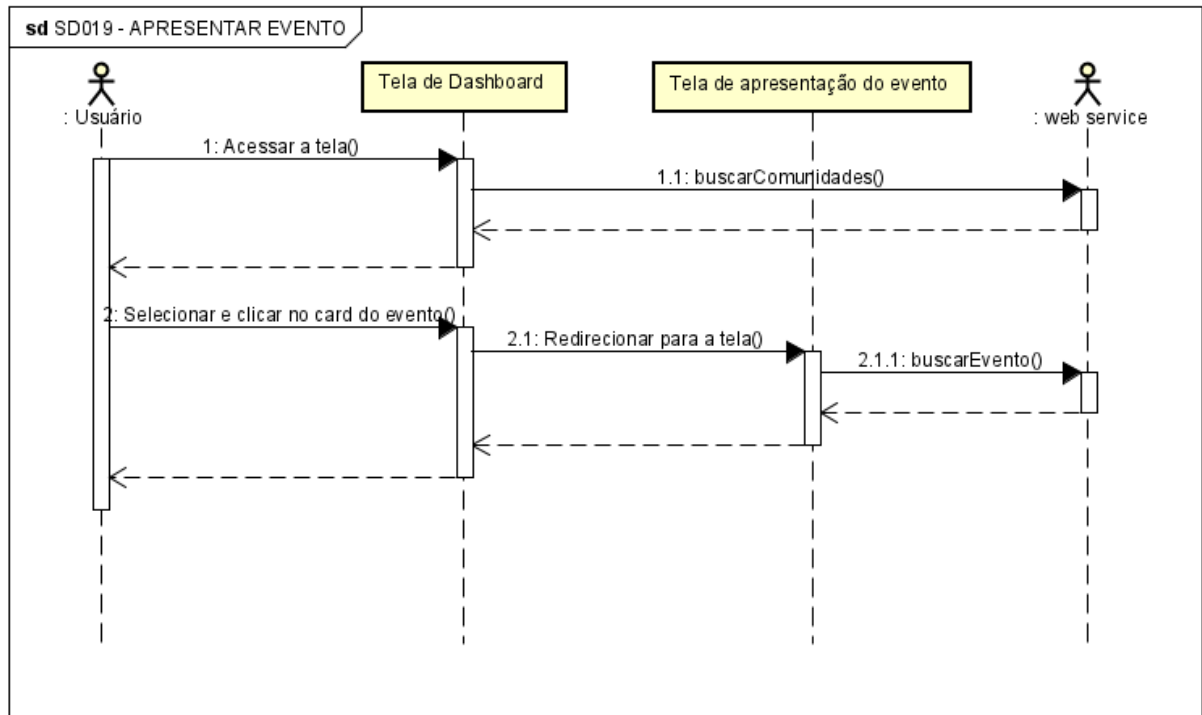 sd SD019 - APRESENTAR EVENTO
: Usuário
Tela de Dashboard
Tela de apresentação do evento
: web service
1: Acessar a tela()
1.1: buscarComunidades()
2: Selecionar e clicar no card do evento()
2.1: Redirecionar para a tela()
2.1.1: buscarEvento()